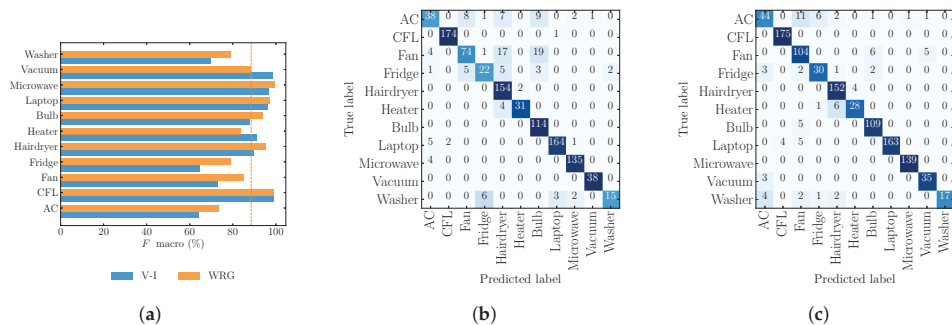 Washer
Vacuum
Microwave
Laptop
Bulb
Heater
Hairdryer
Fridge
Fan
CFL
AC
0 20 40 60 80 100
F macro (%)
V-I WRG
(a)
True label
AC 38 0 8 1 7 0 9 0 2 1 0
CFL 0 174 0 0 0 0 0 1 0 0 0
Fan 4 0 74 1 17 0 19 0 0 0 0
Fridge 1 0 5 22 5 0 3 0 0 0 2
Hairdryer 0 0 0 0 154 2 0 0 0 0 0
Heater 0 0 0 0 4 31 0 0 0 0 0
Bulb 0 0 0 0 0 0 114 0 0 0 0
Laptop 5 2 0 0 0 0 0 164 1 0 0
Microwave 4 0 0 0 0 0 0 0 135 0 0
Vacuum 0 0 0 0 0 0 0 0 0 38 0
Washer 0 0 0 6 0 0 0 3 2 0 15
AC CFL Fan Fridge Hairdryer Heater Bulb Laptop Microwave Vacuum Washer
Predicted label
(b)
True label
AC 44 0 11 6 2 0 1 0 1 1 0
CFL 0 175 0 0 0 0 0 0 0 0 0
Fan 0 0 104 0 0 0 6 0 0 5 0
Fridge 3 0 2 30 1 0 2 0 0 0 0
Hairdryer 0 0 0 0 152 4 0 0 0 0 0
Heater 0 0 0 1 6 28 0 0 0 0 0
Bulb 0 0 5 0 0 0 109 0 0 0 0
Laptop 0 4 5 0 0 0 0 163 0 0 0
Microwave 0 0 0 0 0 0 0 0 139 0 0
Vacuum 3 0 0 0 0 0 0 0 0 35 0
Washer 4 0 2 1 2 0 0 0 0 0 17
AC CFL Fan Fridge Hairdryer Heater Bulb Laptop Microwave Vacuum Washer
Predicted label
(c)